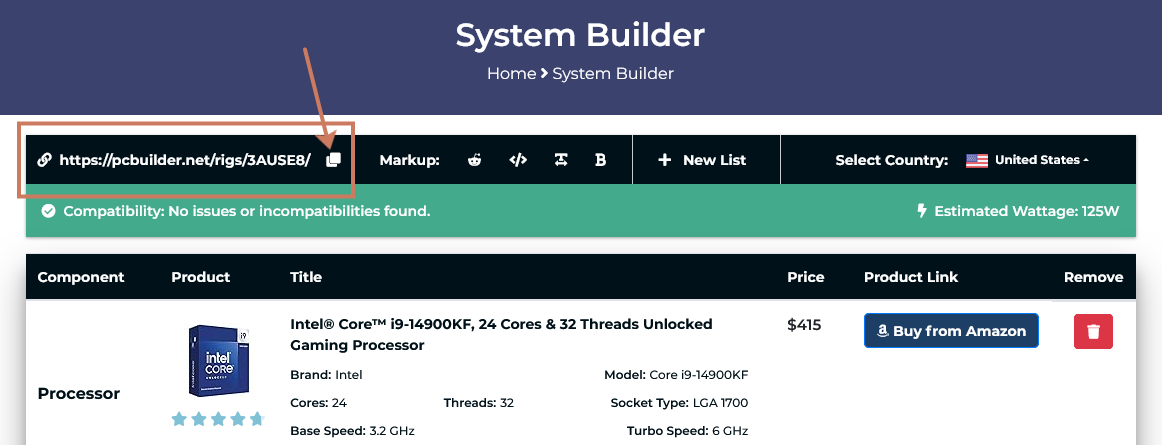 System Builder
Home > System Builder
https://pcbuilder.net/rigs/3AUSE8/ Markup: New List Select Country: United States
Compatibility: No issues or incompatibilities found. Estimated Wattage: 125W
Component Product Title Price Product Link Remove
Intel® Core™ i9-14900KF, 24 Cores & 32 Threads Unlocked $415 Buy from Amazon
Gaming Processor
i9
intel
CORE
Brand: Intel Model: Core i9-14900KF
Processor
Cores: 24 Threads: 32 Socket Type: LGA 1700
Base Speed: 3.2 GHz Turbo Speed: 6 GHz